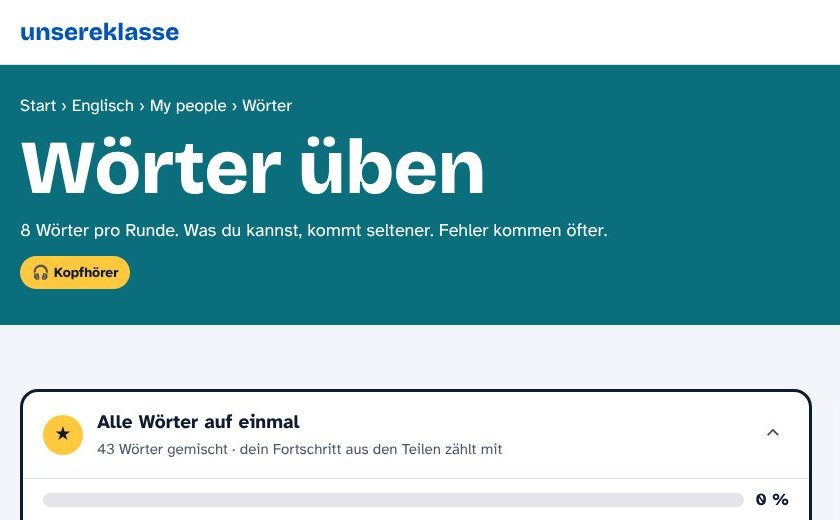 unsereklasse
Start › Englisch › My people › Wörter
Wörter üben
8 Wörter pro Runde. Was du kannst, kommt seltener. Fehler kommen öfter.
🎧 Kopfhörer
★
Alle Wörter auf einmal
43 Wörter gemischt · dein Fortschritt aus den Teilen zählt mit
0 %